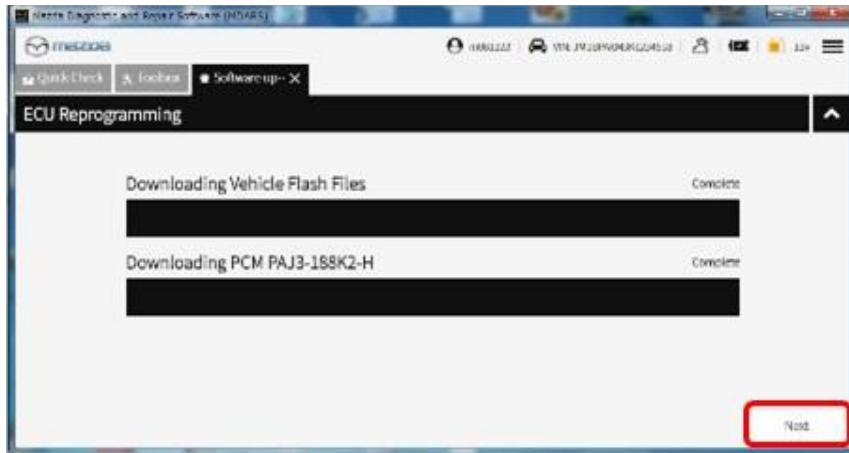 Mazda Diagnostic and Repair Software (MDARS)
mazda
Quick Check Toolbox Software up-- X
ECU Reprogramming
Downloading Vehicle Flash Files Complete
Downloading PCM PAJ3-188K2-H Complete
Next